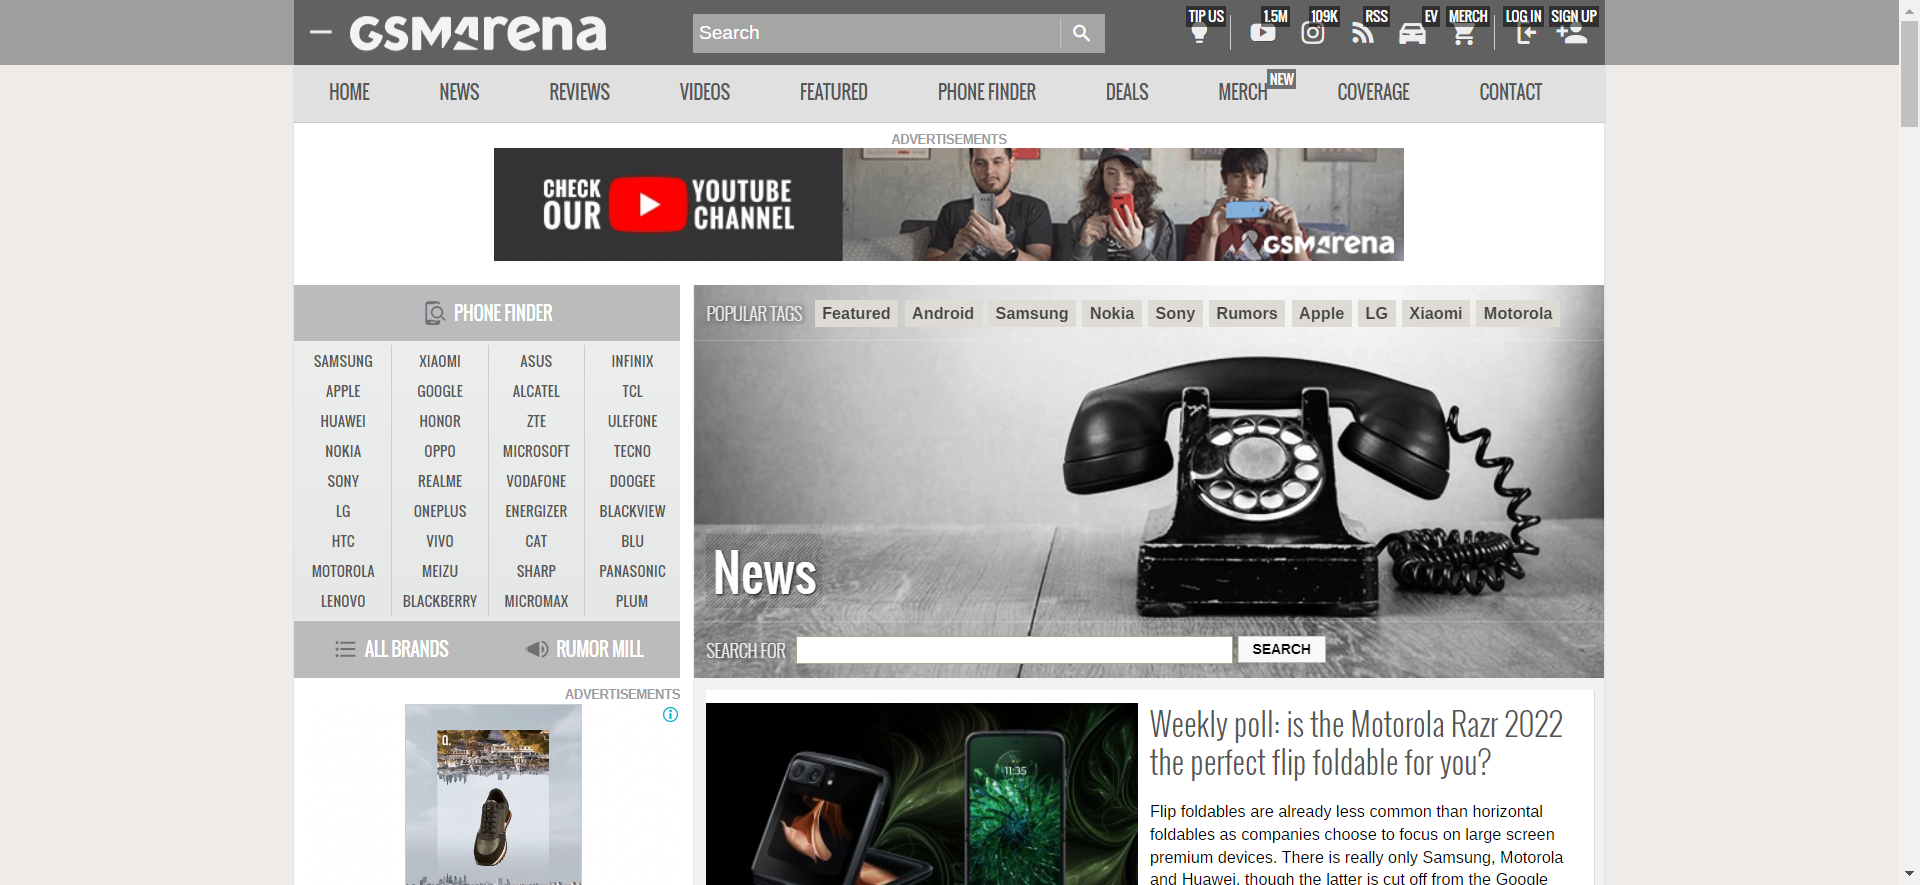 GSMArena
Search
TIP US
1.5M
109K
RSS
EV
MERCH
LOG IN
SIGN UP
HOME
NEWS
REVIEWS
VIDEOS
FEATURED
PHONE FINDER
DEALS
MERCH
NEW
COVERAGE
CONTACT
ADVERTISEMENTS
CHECK OUR
YOUTUBE CHANNEL
GSMArena
PHONE FINDER
SAMSUNG XIAOMI ASUS INFINIX
APPLE GOOGLE ALCATEL TCL
HUAWEI HONOR ZTE ULEFONE
NOKIA OPPO MICROSOFT TECNO
SONY REALME VODAFONE DOOGEE
LG ONEPLUS ENERGIZER BLACKVIEW
HTC VIVO CAT BLU
MOTOROLA MEIZU SHARP PANASONIC
LENOVO BLACKBERRY MICROMAX PLUM
ALL BRANDS
RUMOR MILL
ADVERTISEMENTS
POPULAR TAGS Featured Android Samsung Nokia Sony Rumors Apple LG Xiaomi Motorola
News
SEARCH FOR
SEARCH
11:35
Weekly poll: is the Motorola Razr 2022
the perfect flip foldable for you?
Flip foldables are already less common than horizontal
foldables as companies choose to focus on large screen
premium devices. There is really only Samsung, Motorola
and Huawei, though the latter is cut off from the Google